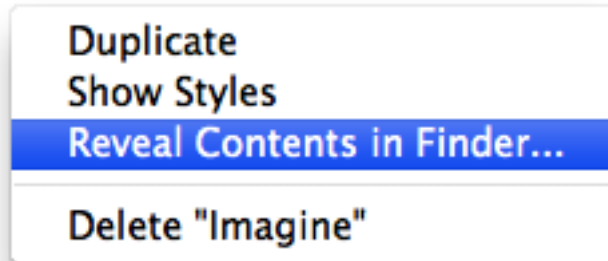 Duplicate
Show Styles
Reveal Contents in Finder...
Delete "Imagine"